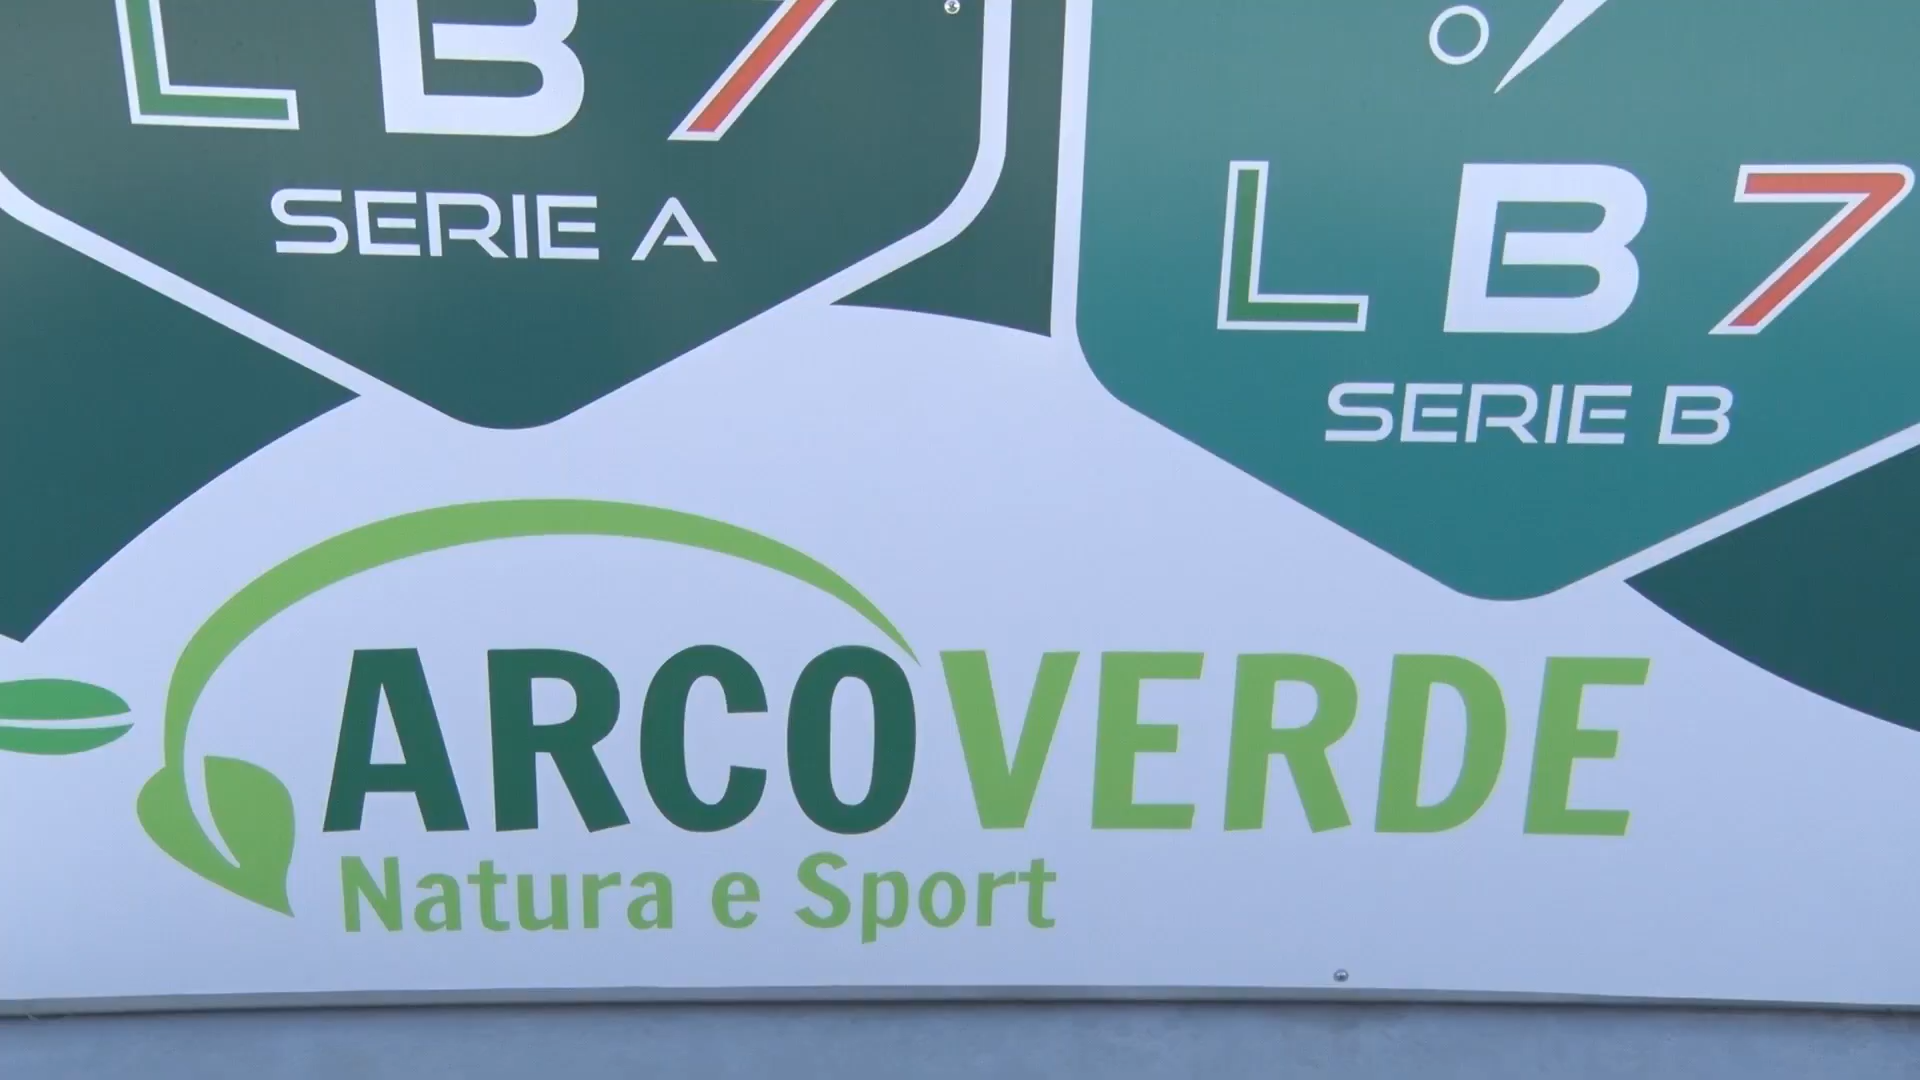 LB7
SERIE A
LB7
SERIE B
ARCOVERDE
Natura e Sport